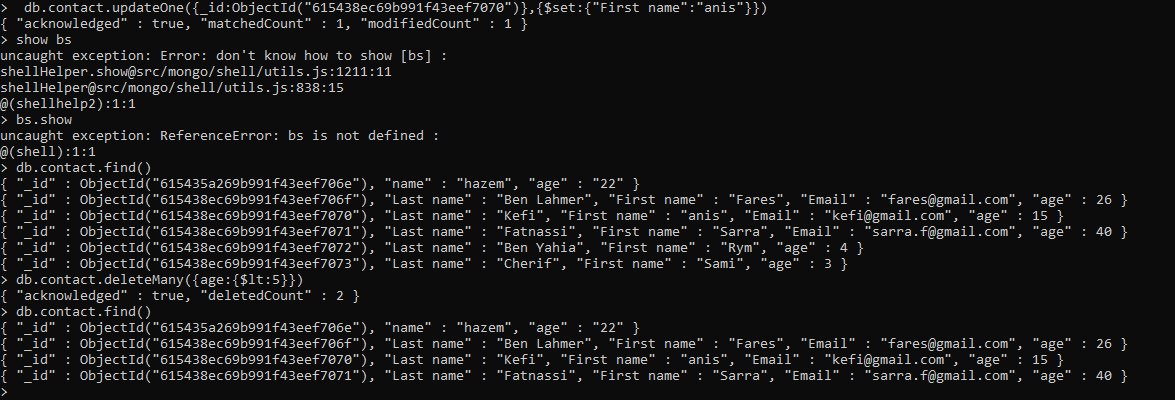 >  db.contact.updateOne({_id:ObjectId("615438ec69b991f43eef7070")},{$set:{"First name":"anis"}})
{ "acknowledged" : true, "matchedCount" : 1, "modifiedCount" : 1 }
> show bs
uncaught exception: Error: don't know how to show [bs] :
shellHelper.show@src/mongo/shell/utils.js:1211:11
shellHelper@src/mongo/shell/utils.js:838:15
@(shellhelp2):1:1
> bs.show
uncaught exception: ReferenceError: bs is not defined :
@(shell):1:1
> db.contact.find()
{ "_id" : ObjectId("615435a269b991f43eef706e"), "name" : "hazem", "age" : "22" }
{ "_id" : ObjectId("615438ec69b991f43eef706f"), "Last name" : "Ben Lahmer", "First name" : "Fares", "Email" : "fares@gmail.com", "age" : 26 }
{ "_id" : ObjectId("615438ec69b991f43eef7070"), "Last name" : "Kefi", "First name" : "anis", "Email" : "kefi@gmail.com", "age" : 15 }
{ "_id" : ObjectId("615438ec69b991f43eef7071"), "Last name" : "Fatnassi", "First name" : "Sarra", "Email" : "sarra.f@gmail.com", "age" : 40 }
{ "_id" : ObjectId("615438ec69b991f43eef7072"), "Last name" : "Ben Yahia", "First name" : "Rym", "age" : 4 }
{ "_id" : ObjectId("615438ec69b991f43eef7073"), "Last name" : "Cherif", "First name" : "Sami", "age" : 3 }
> db.contact.deleteMany({age:{$lt:5}})
{ "acknowledged" : true, "deletedCount" : 2 }
> db.contact.find()
{ "_id" : ObjectId("615435a269b991f43eef706e"), "name" : "hazem", "age" : "22" }
{ "_id" : ObjectId("615438ec69b991f43eef706f"), "Last name" : "Ben Lahmer", "First name" : "Fares", "Email" : "fares@gmail.com", "age" : 26 }
{ "_id" : ObjectId("615438ec69b991f43eef7070"), "Last name" : "Kefi", "First name" : "anis", "Email" : "kefi@gmail.com", "age" : 15 }
{ "_id" : ObjectId("615438ec69b991f43eef7071"), "Last name" : "Fatnassi", "First name" : "Sarra", "Email" : "sarra.f@gmail.com", "age" : 40 }
>